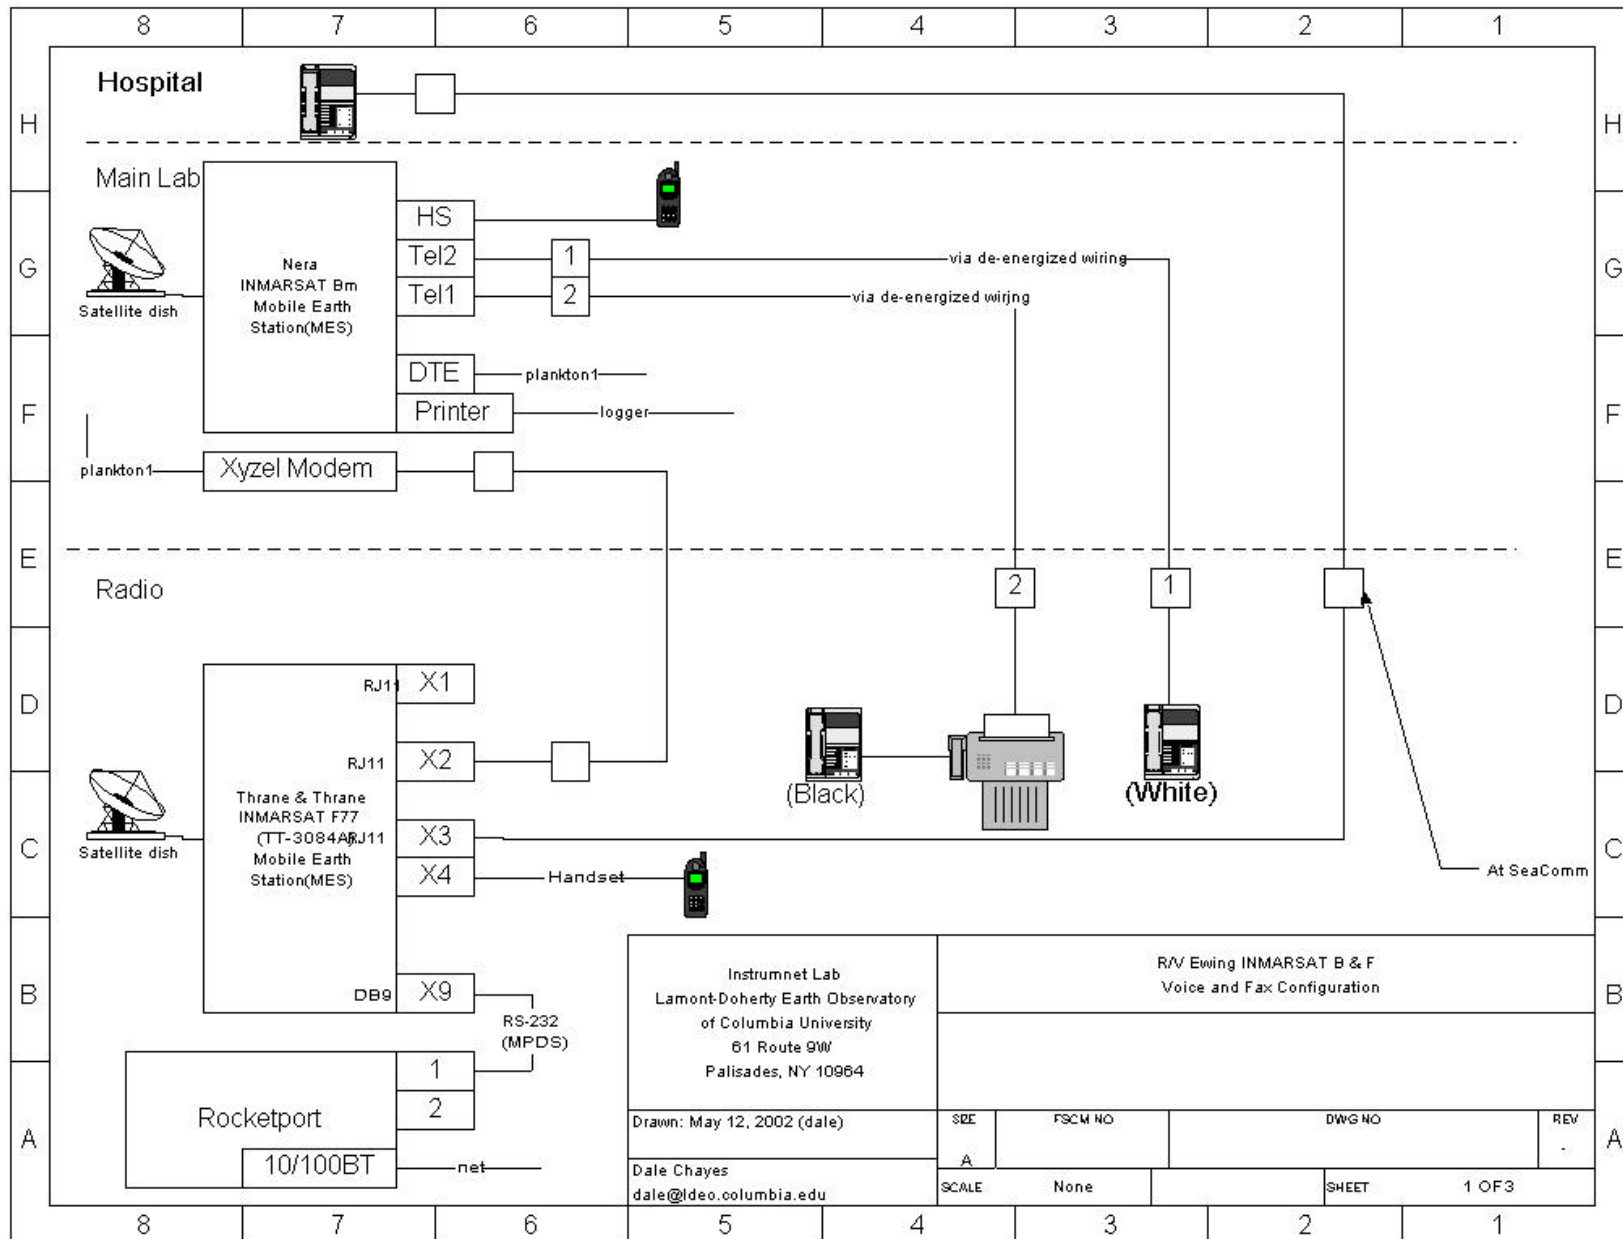 8 7 6 5 4 3 2 1
Hospital
H H
Main Lab
HS
Tel2 1 via de-energized wiring
G G
Nera
INMARSAT Bm
Mobile Earth
Station(MES)
Tel1 2 via de-energized wiring
Satellite dish
DTE plankton1
F F
Printer logger
plankton1 Xyzel Modem
E E
Radio
2 1
RJ11 X1
D D
RJ11 X2
(Black) (White)
Thrane & Thrane
INMARSAT F77
(TT-3084A)
Mobile Earth
Station(MES)
RJ11 X3
C C
Satellite dish
X4 Handset
At SeaComm
DB9 X9
B B
RS-232
(MPDS)
Instrumnet Lab
Lamont-Doherty Earth Observatory
of Columbia University
61 Route 9W
Palisades, NY 10964
R/V Ewing INMARSAT B & F
Voice and Fax Configuration
1
Rocketport 2
A A
10/100BT net
Drawn: May 12, 2002 (dale)
SIZE FSCM NO DWG NO REV
A -
Dale Chayes
dale@ldeo.columbia.edu
SCALE None SHEET 1 OF3
8 7 6 5 4 3 2 1